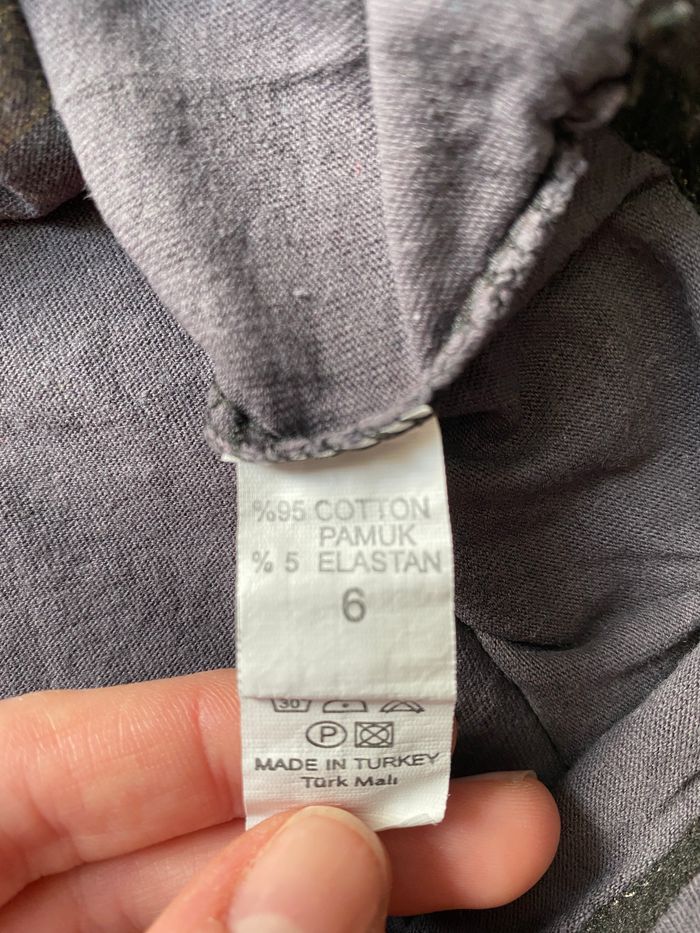 %95 COTTON
PAMUK
% 5 ELASTAN
6
30
P
MADE IN TURKEY
Türk Malı